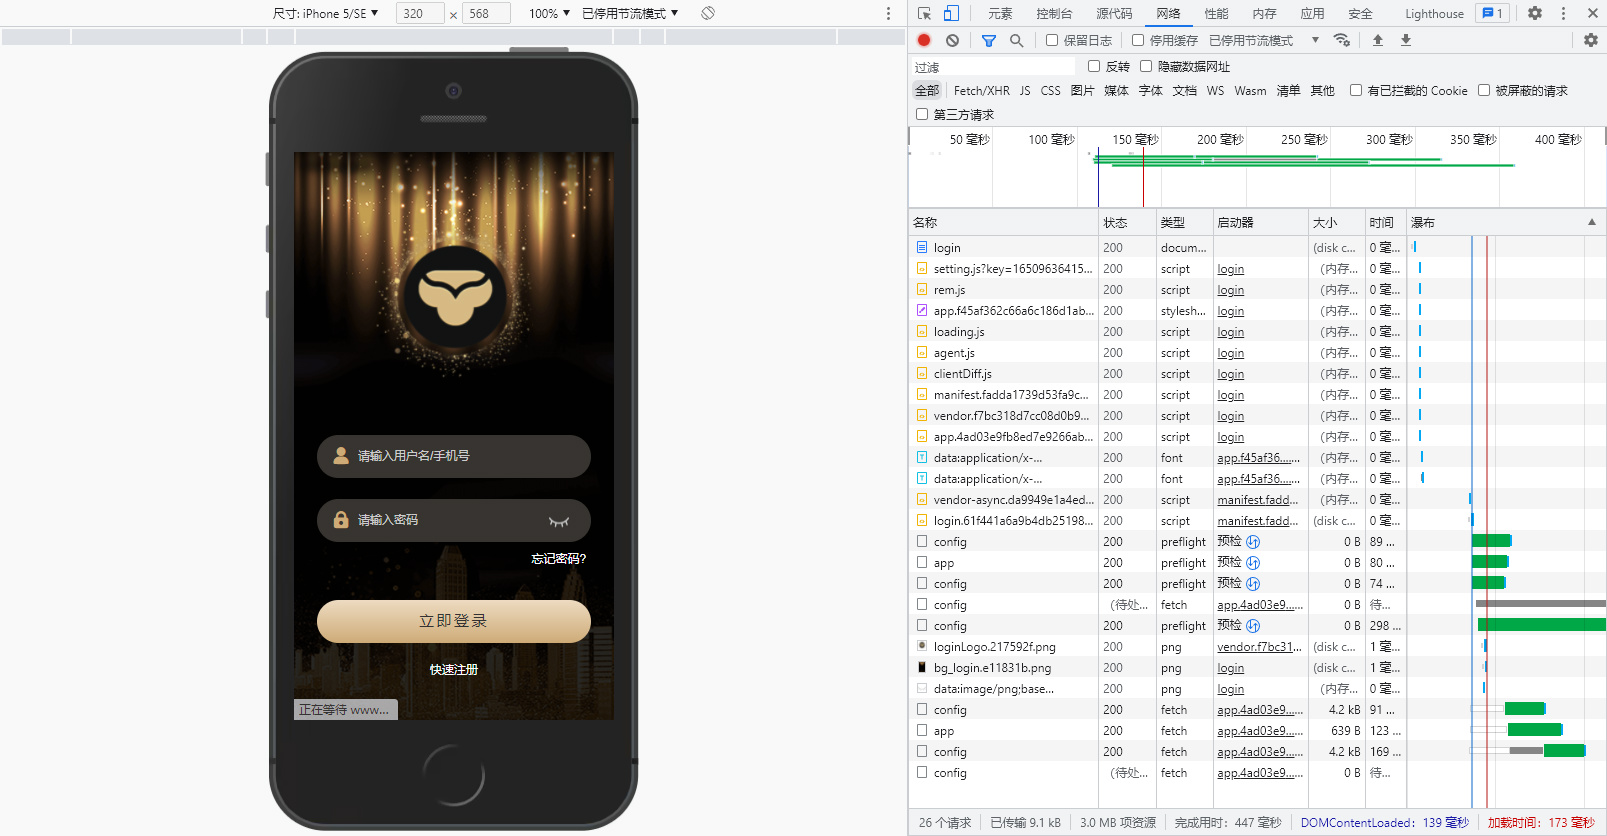 尺寸: iPhone 5/SE ▼ 320 × 568 100% ▼ 已停用节流模式 ▼
元素 控制台 源代码 网络 性能 内存 应用 安全 Lighthouse 1
保留日志 停用缓存 已停用节流模式 ▼
过滤 反转 隐藏数据网址
全部 Fetch/XHR JS CSS 图片 媒体 字体 文档 WS Wasm 清单 其他 有已拦截的 Cookie 被屏蔽的请求
第三方请求
50 毫秒 100 毫秒 150 毫秒 200 毫秒 250 毫秒 300 毫秒 350 毫秒 400 毫秒
名称 状态 类型 启动器 大小 时间 瀑布
login 200 docum... (disk c... 0 毫...
setting.js?key=16509636415... 200 script login (内存... 0 毫...
rem.js 200 script login (内存... 0 毫...
app.f45af362c66a6c186d1ab... 200 stylesh... login (内存... 0 毫...
loading.js 200 script login (内存... 0 毫...
agent.js 200 script login (内存... 0 毫...
clientDiff.js 200 script login (内存... 0 毫...
manifest.fadda1739d53fa9c... 200 script login (内存... 0 毫...
vendor.f7bc318d7cc08d0b9... 200 script login (内存... 0 毫...
app.4ad03e9fb8ed7e9266ab... 200 script login (内存... 0 毫...
data:application/x-... 200 font app.f45af36...... (内存... 0 毫...
data:application/x-... 200 font app.f45af36...... (内存... 0 毫...
vendor-async.da9949e1a4ed... 200 script manifest.fadd... (内存... 0 毫...
login.61f441a6a9b4db25198... 200 script manifest.fadd... (disk c... 0 毫...
config 200 preflight 预检 0 B 89 ...
app 200 preflight 预检 0 B 80 ...
config 200 preflight 预检 0 B 74 ...
config (待处... fetch app.4ad03e9...... 0 B 待...
config 200 preflight 预检 0 B 298 ...
loginLogo.217592f.png 200 png vendor.f7bc31... (disk c... 1 毫...
bg_login.e11831b.png 200 png login (disk c... 1 毫...
data:image/png;base... 200 png login (内存... 0 毫...
config 200 fetch app.4ad03e9...... 4.2 kB 91 ...
app 200 fetch app.4ad03e9...... 639 B 123 ...
config 200 fetch app.4ad03e9...... 4.2 kB 169 ...
config (待处... fetch app.4ad03e9...... 0 B 待...
26 个请求 已传输 9.1 kB 3.0 MB 项资源 完成用时: 447 毫秒 DOMContentLoaded: 139 毫秒 加载时间: 173 毫秒
请输入用户名/手机号
请输入密码
忘记密码?
立即登录
快速注册
正在等待 www...